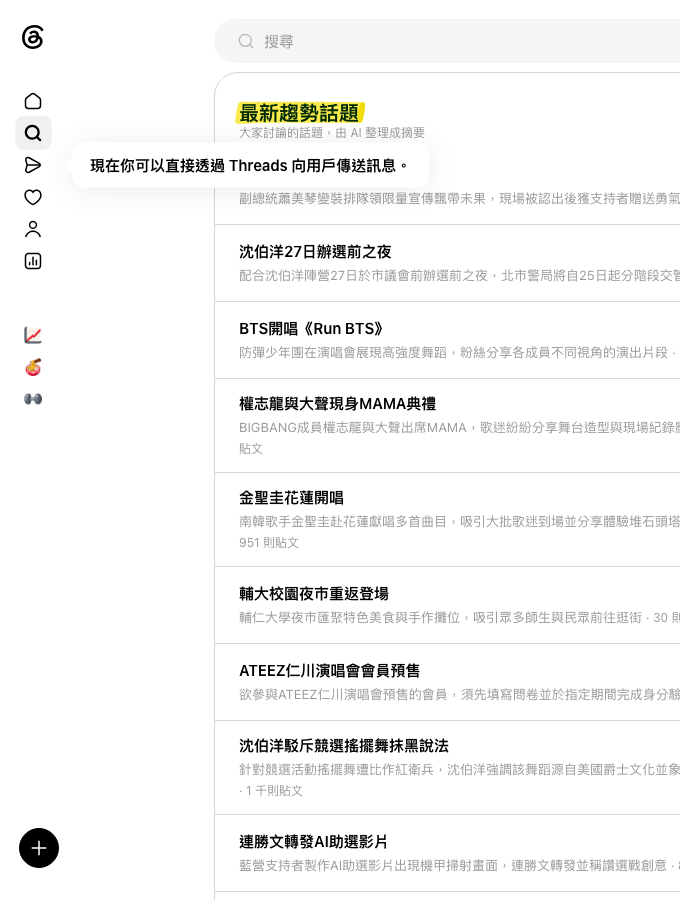 搜尋
最新趨勢話題
大家討論的話題，由 AI 整理成摘要
現在你可以直接透過 Threads 向用戶傳送訊息。
副總統蕭美琴變裝排隊領限量宣傳飄帶未果，現場被認出後獲支持者贈送勇氣
沈伯洋27日辦選前之夜
配合沈伯洋陣營27日於市議會前辦選前之夜，北市警局將自25日起分階段交管
BTS開唱《Run BTS》
防彈少年團在演唱會展現高強度舞蹈，粉絲分享各成員不同視角的演出片段 ·
權志龍與大聲現身MAMA典禮
BIGBANG成員權志龍與大聲出席MAMA，歌迷紛紛分享舞台造型與現場紀錄影
貼文
金聖圭花蓮開唱
南韓歌手金聖圭赴花蓮獻唱多首曲目，吸引大批歌迷到場並分享體驗堆石頭塔
951 則貼文
輔大校園夜市重返登場
輔仁大學夜市匯聚特色美食與手作攤位，吸引眾多師生與民眾前往逛街 · 30 則
ATEEZ仁川演唱會會員預售
欲參與ATEEZ仁川演唱會預售的會員，須先填寫問卷並於指定期間完成身分驗
沈伯洋駁斥競選搖擺舞抹黑說法
針對競選活動搖擺舞遭比作紅衛兵，沈伯洋強調該舞蹈源自美國爵士文化並象
· 1 千則貼文
連勝文轉發AI助選影片
藍營支持者製作AI助選影片出現機甲掃射畫面，連勝文轉發並稱讚選戰創意 ·